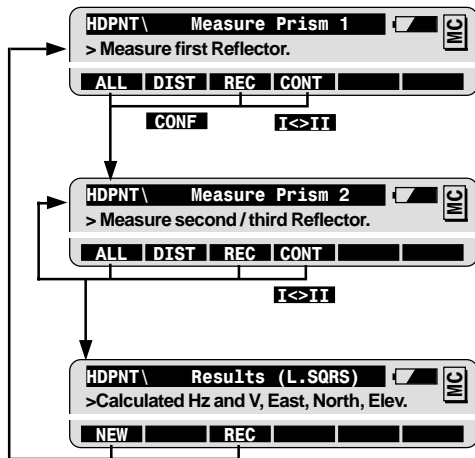 HDPNT\ Measure Prism 1 MC
> Measure first Reflector.
ALL DIST REC CONT
CONF I<>II
HDPNT\ Measure Prism 2 MC
> Measure second / third Reflector.
ALL DIST REC CONT
I<>II
HDPNT\ Results (L.SQRS) MC
>Calculated Hz and V, East, North, Elev.
NEW REC